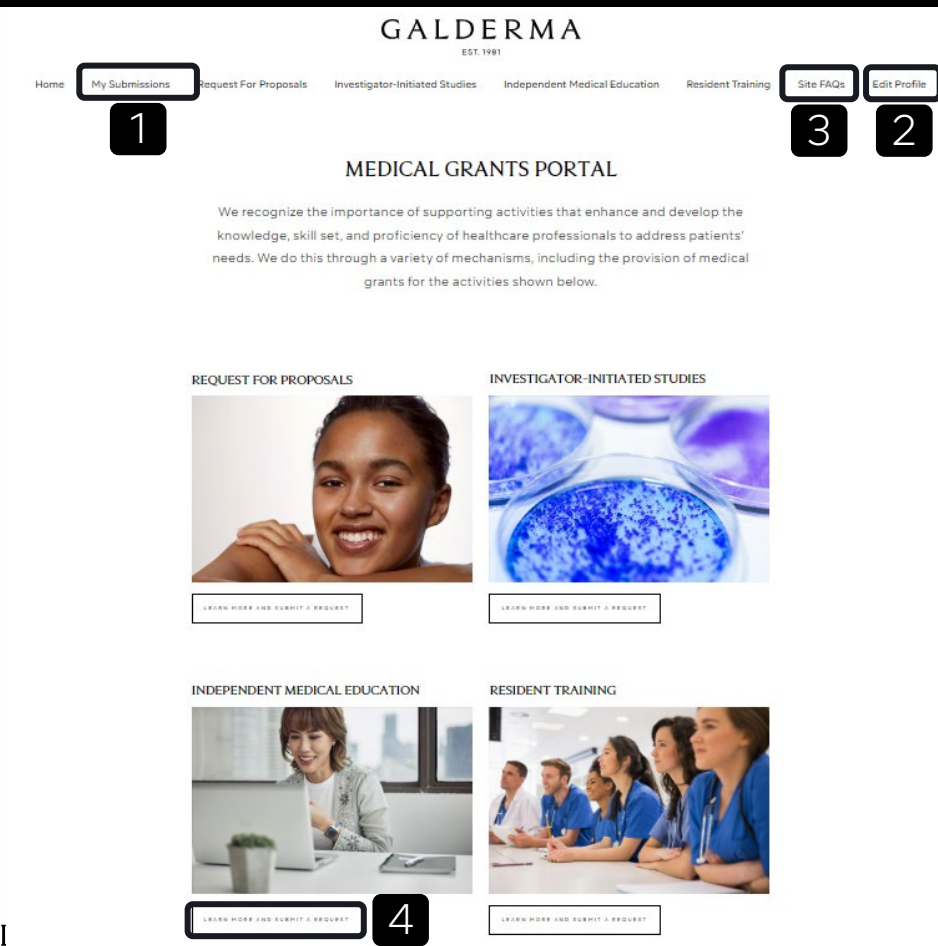 GALDERMA
EST. 1981
Home My Submissions Request For Proposals Investigator-Initiated Studies Independent Medical Education Resident Training Site FAQs Edit Profile
1 3 2
MEDICAL GRANTS PORTAL
We recognize the importance of supporting activities that enhance and develop the
knowledge, skill set, and proficiency of healthcare professionals to address patients'
needs. We do this through a variety of mechanisms, including the provision of medical
grants for the activities shown below.
REQUEST FOR PROPOSALS
INVESTIGATOR-INITIATED STUDIES
LEARN MORE AND SUBMIT A REQUEST
LEARN MORE AND SUBMIT A REQUEST
INDEPENDENT MEDICAL EDUCATION
RESIDENT TRAINING
LEARN MORE AND SUBMIT A REQUEST
4
LEARN MORE AND SUBMIT A REQUEST
I